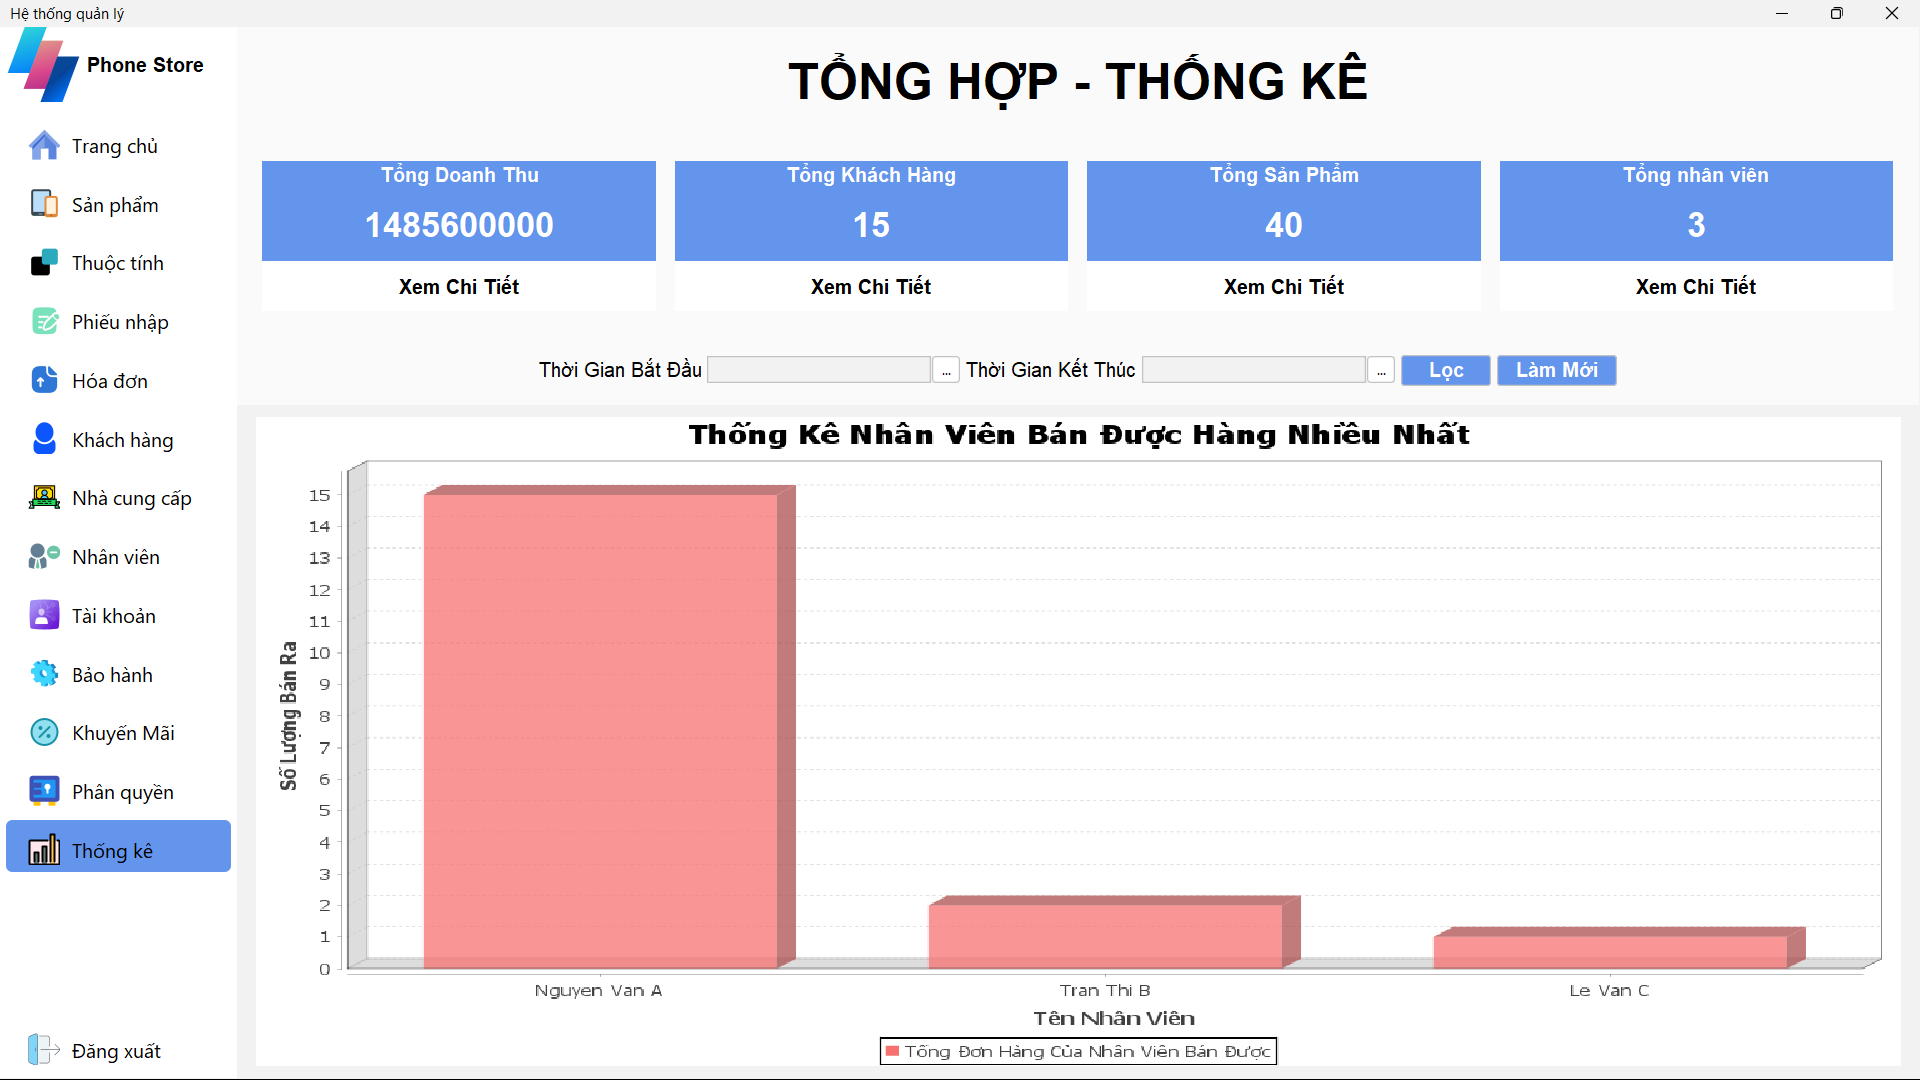 Hệ thống quản lý
Phone Store
Trang chủ
Sản phẩm
Thuộc tính
Phiếu nhập
Hóa đơn
Khách hàng
Nhà cung cấp
Nhân viên
Tài khoản
Bảo hành
Khuyến Mãi
Phân quyền
Thống kê
Đăng xuất
TỔNG HỢP - THỐNG KÊ
Tổng Doanh Thu
1485600000
Xem Chi Tiết
Tổng Khách Hàng
15
Xem Chi Tiết
Tổng Sản Phẩm
40
Xem Chi Tiết
Tổng nhân viên
3
Xem Chi Tiết
Thời Gian Bắt Đầu ... Thời Gian Kết Thúc ... Lọc Làm Mới
Thống Kê Nhân Viên Bán Được Hàng Nhiều Nhất
Số Lượng Bán Ra
15
14
13
12
11
10
9
8
7
6
5
4
3
2
1
0
Nguyen Van A Tran Thi B Le Van C
Tên Nhân Viên
Tổng Đơn Hàng Của Nhân Viên Bán Được